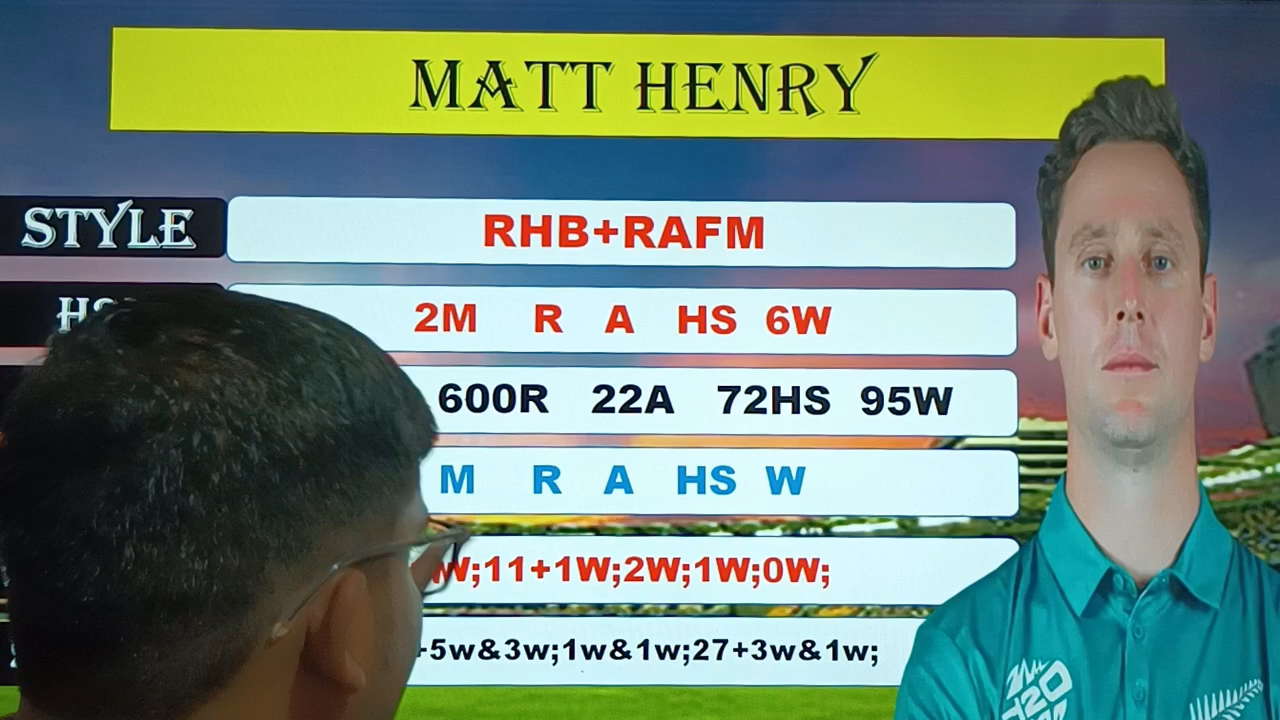 MATT HENRY
STYLE RHB+RAFM
2M R A HS 6W
600R 22A 72HS 95W
M R A HS W
W;11+1W;2W;1W;0W;
+5w&3w;1w&1w;27+3w&1w;